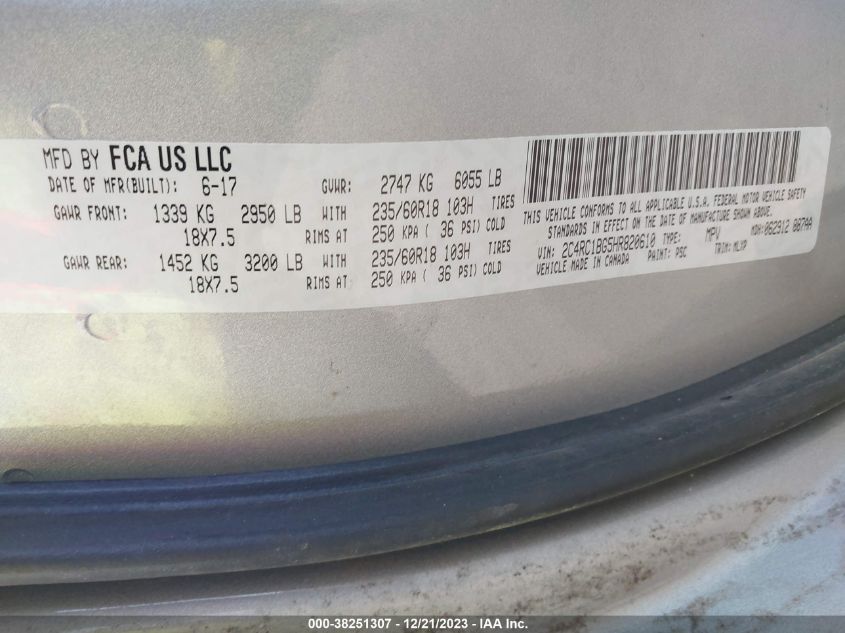 MFD BY FCA US LLC
DATE OF MFR(BUILT): 6-17 GVWR: 2747 KG 6055 LB
GAWR FRONT: 1339 KG 2950 LB WITH 235/60R18 103H TIRES
18X7.5 RIMS AT 250 KPA ( 36 PSI) COLD
GAWR REAR: 1452 KG 3200 LB WITH 235/60R18 103H TIRES
18X7.5 RIMS AT 250 KPA ( 36 PSI) COLD
THIS VEHICLE CONFORMS TO ALL APPLICABLE U.S.A. FEDERAL MOTOR VEHICLE SAFETY
STANDARDS IN EFFECT ON THE DATE OF MANUFACTURE SHOWN ABOVE.
VIN: 2C4RC1BG5HR820610 TYPE: MPV MDH: 062912 087AA
VEHICLE MADE IN CANADA PAINT: PSC TRIM: MLXP
000-38251307 - 12/21/2023 - IAA Inc.